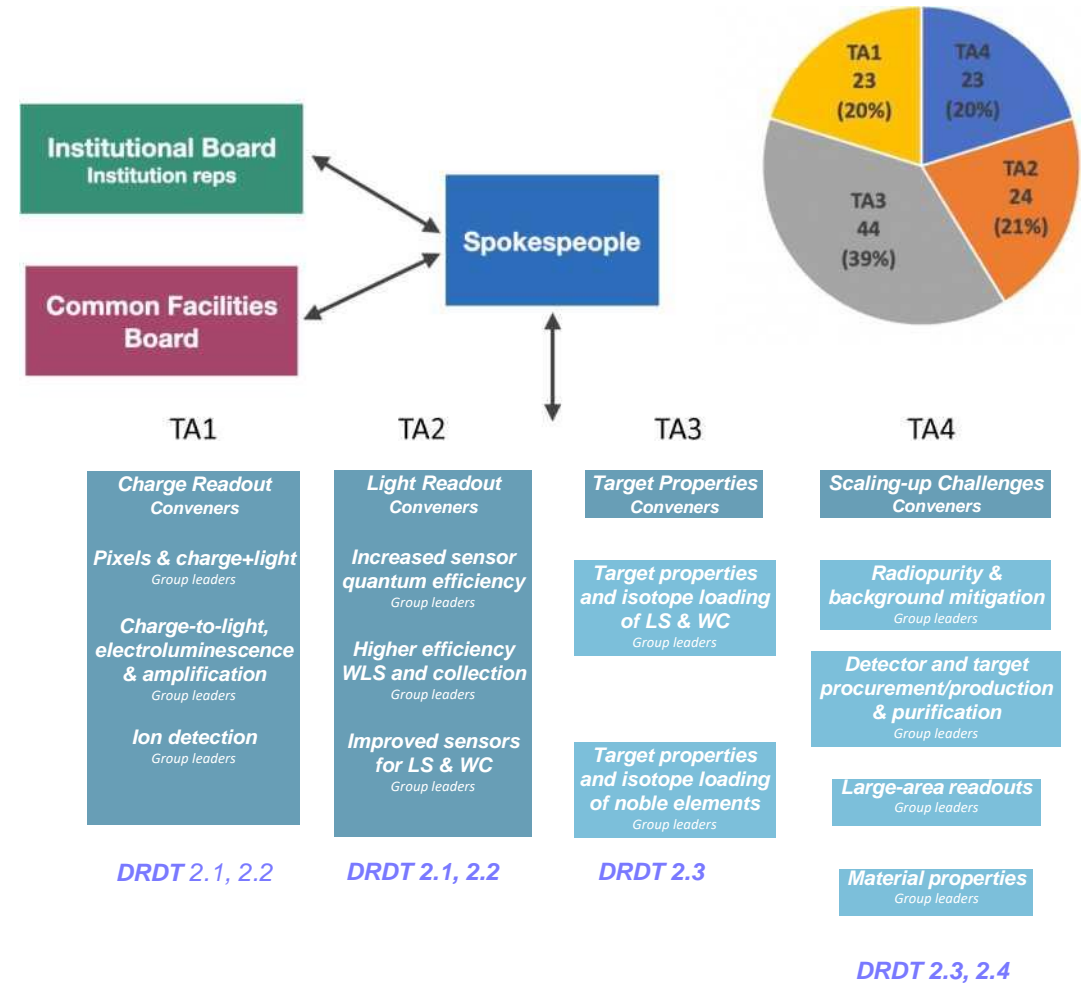 Institutional Board
Institution reps
Common Facilities
Board
Spokespeople
TA1
23
(20%)
TA4
23
(20%)
TA2
24
(21%)
TA3
44
(39%)
TA1
Charge Readout
Conveners
Pixels & charge+light
Group leaders
Charge-to-light,
electroluminescence
& amplification
Group leaders
Ion detection
Group leaders
DRDT 2.1, 2.2
TA2
Light Readout
Conveners
Increased sensor
quantum efficiency
Group leaders
Higher efficiency
WLS and collection
Group leaders
Improved sensors
for LS & WC
Group leaders
DRDT 2.1, 2.2
TA3
Target Properties
Conveners
Target properties
and isotope loading
of LS & WC
Group leaders
Target properties
and isotope loading
of noble elements
Group leaders
DRDT 2.3
TA4
Scaling-up Challenges
Conveners
Radiopurity &
background mitigation
Group leaders
Detector and target
procurement/production
& purification
Group leaders
Large-area readouts
Group leaders
Material properties
Group leaders
DRDT 2.3, 2.4